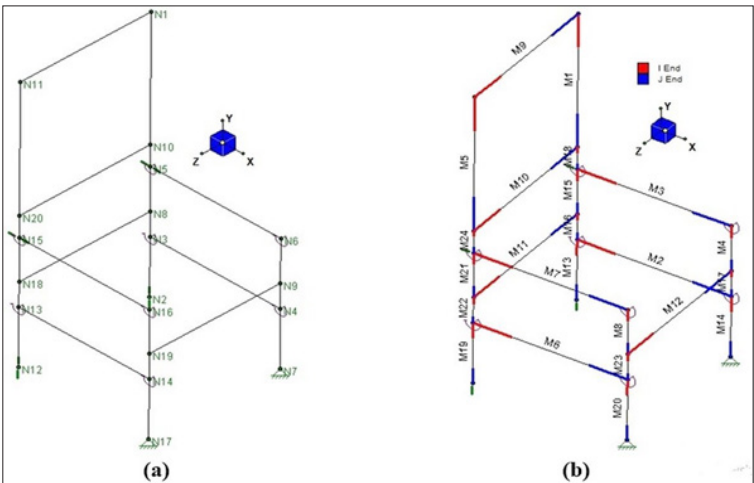 N1
N11
Y
Z
X
N10
N5
N20
N8
N15
N3
N6
N18
N2
N9
N13
N16
N4
N12
N19
N14
N7
N17
(a)
I End
J End
M9
M1
Y
Z
X
M5
M18
M10
M15
M3
M24
M16
M4
M21
M11
M13
M2
M7
M17
M22
M12
M14
M19
M8
M6
M23
M20
(b)